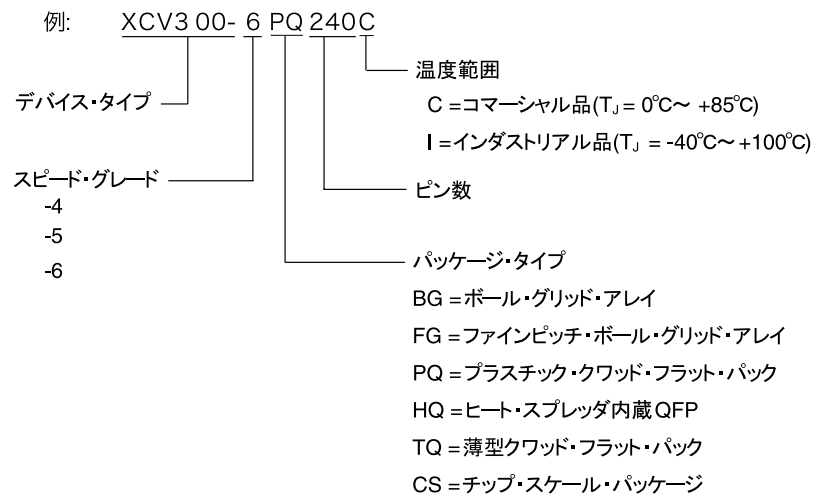 例: XCV300-6PQ240C
温度範囲
C =コマーシャル品(TJ = 0°C～ +85°C)
I =インダストリアル品(TJ = -40°C～+100°C)
デバイス・タイプ
スピード・グレード
-4
-5
-6
ピン数
パッケージ・タイプ
BG =ボール・グリッド・アレイ
FG =ファインピッチ・ボール・グリッド・アレイ
PQ =プラスチック・クワッド・フラット・パック
HQ =ヒート・スプレッダ内蔵QFP
TQ =薄型クワッド・フラット・パック
CS =チップ・スケール・パッケージ